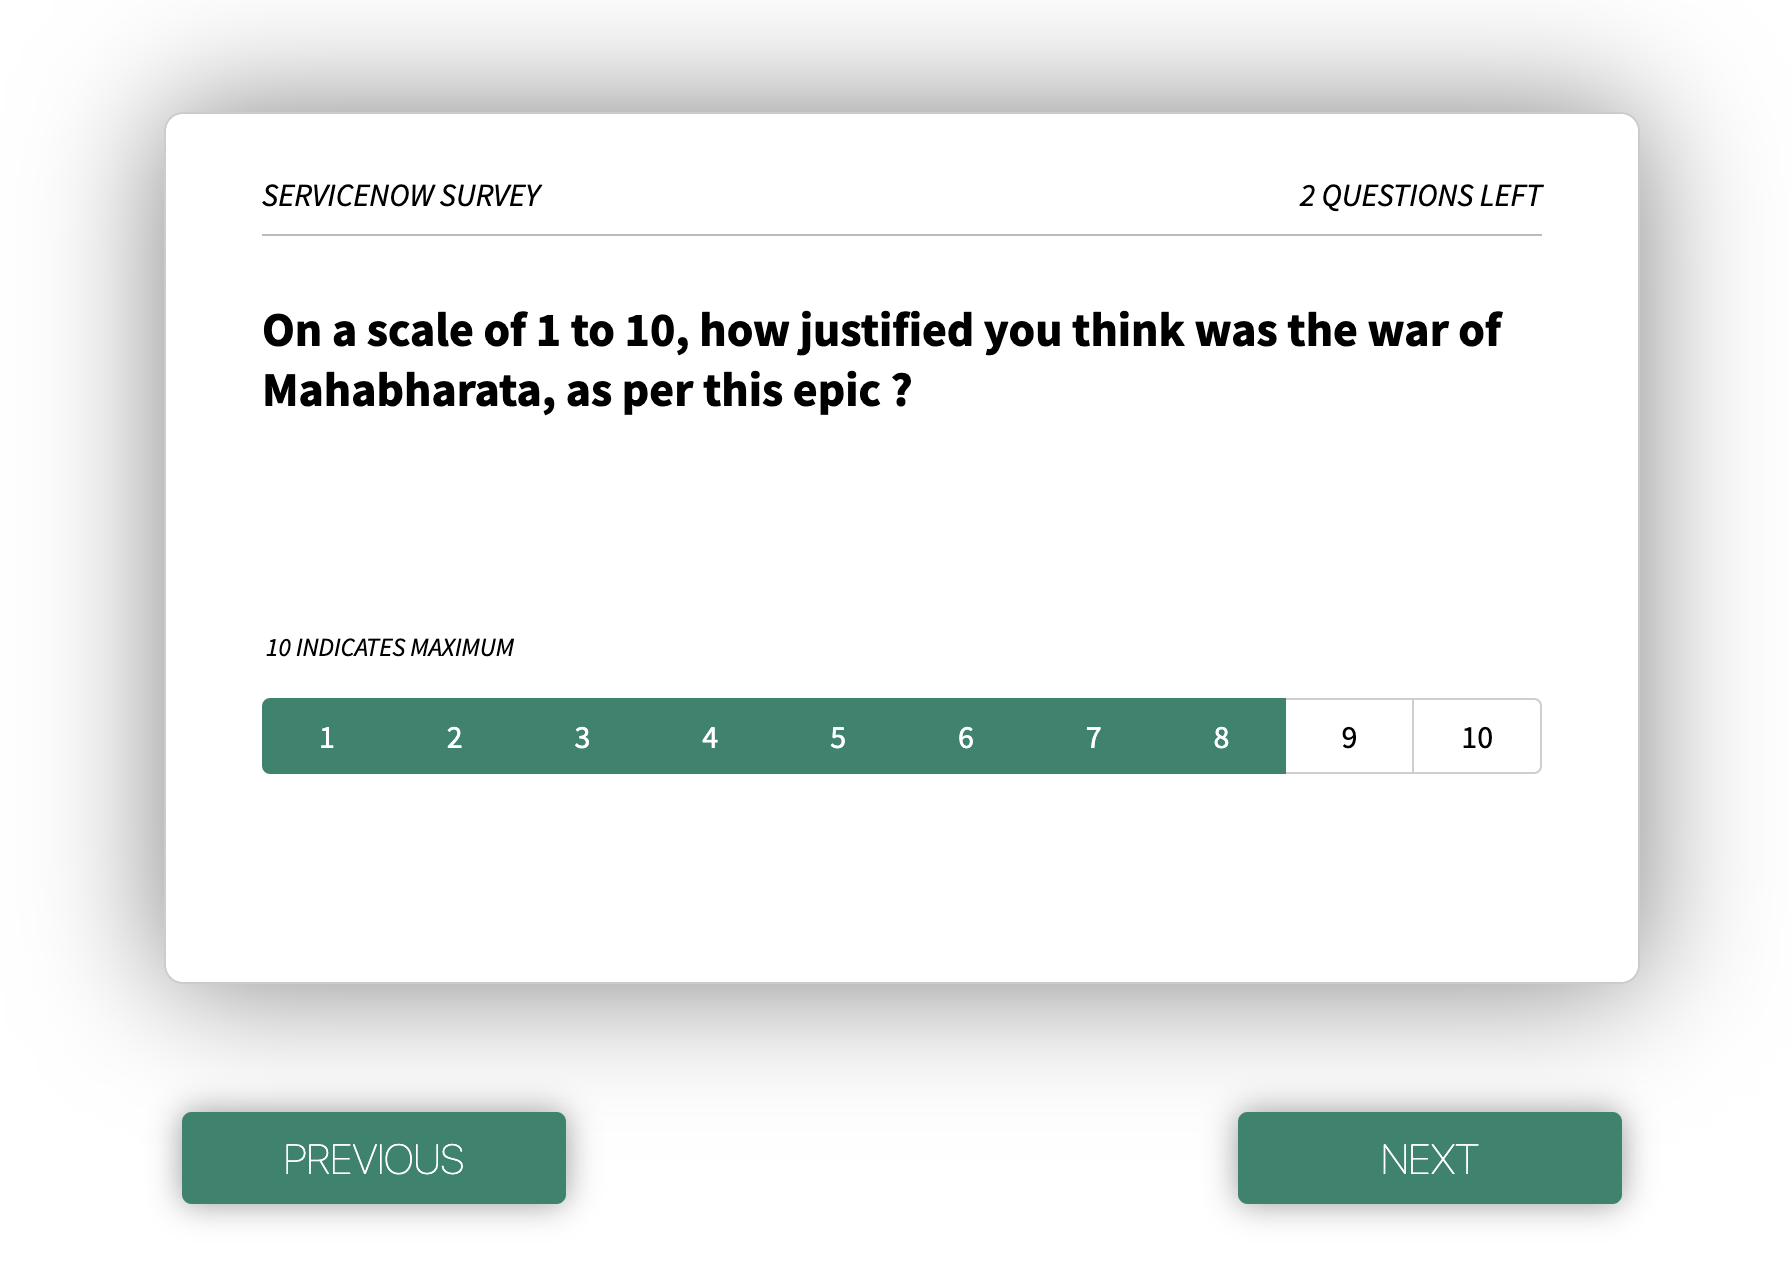 SERVICENOW SURVEY
2 QUESTIONS LEFT
On a scale of 1 to 10, how justified you think was the war of
Mahabharata, as per this epic ?
10 INDICATES MAXIMUM
1 2 3 4 5 6 7 8 9 10
PREVIOUS
NEXT